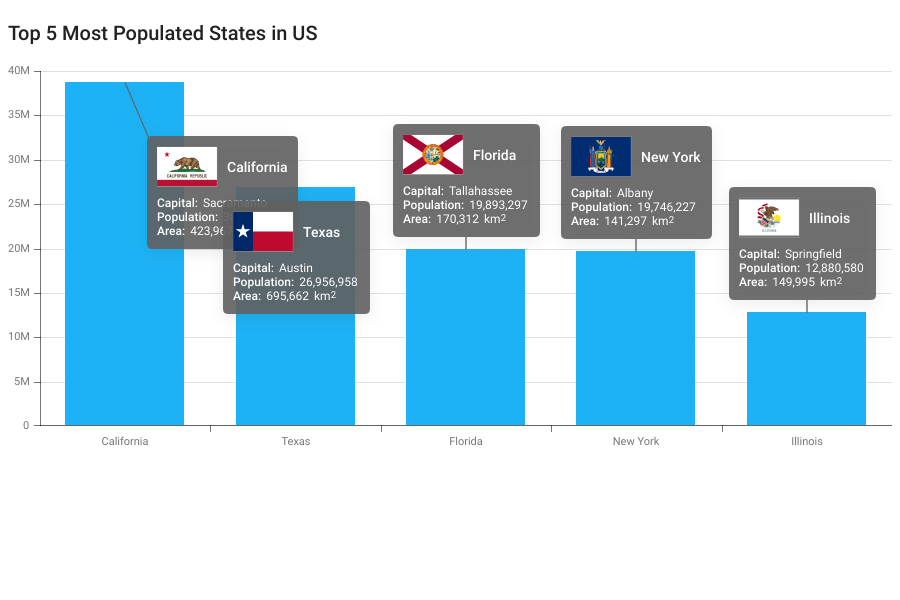 Top 5 Most Populated States in US
40M
35M
30M
25M
20M
15M
10M
5M
0
CALIFORNIA REPUBLIC
California
Capital: Sacramento
Population:
Area: 423,96
Texas
Capital: Austin
Population: 26,956,958
Area: 695,662 km2
Florida
Capital: Tallahassee
Population: 19,893,297
Area: 170,312 km2
New York
Capital: Albany
Population: 19,746,227
Area: 141,297 km2
ILLINOIS
Illinois
Capital: Springfield
Population: 12,880,580
Area: 149,995 km2
California
Texas
Florida
New York
Illinois